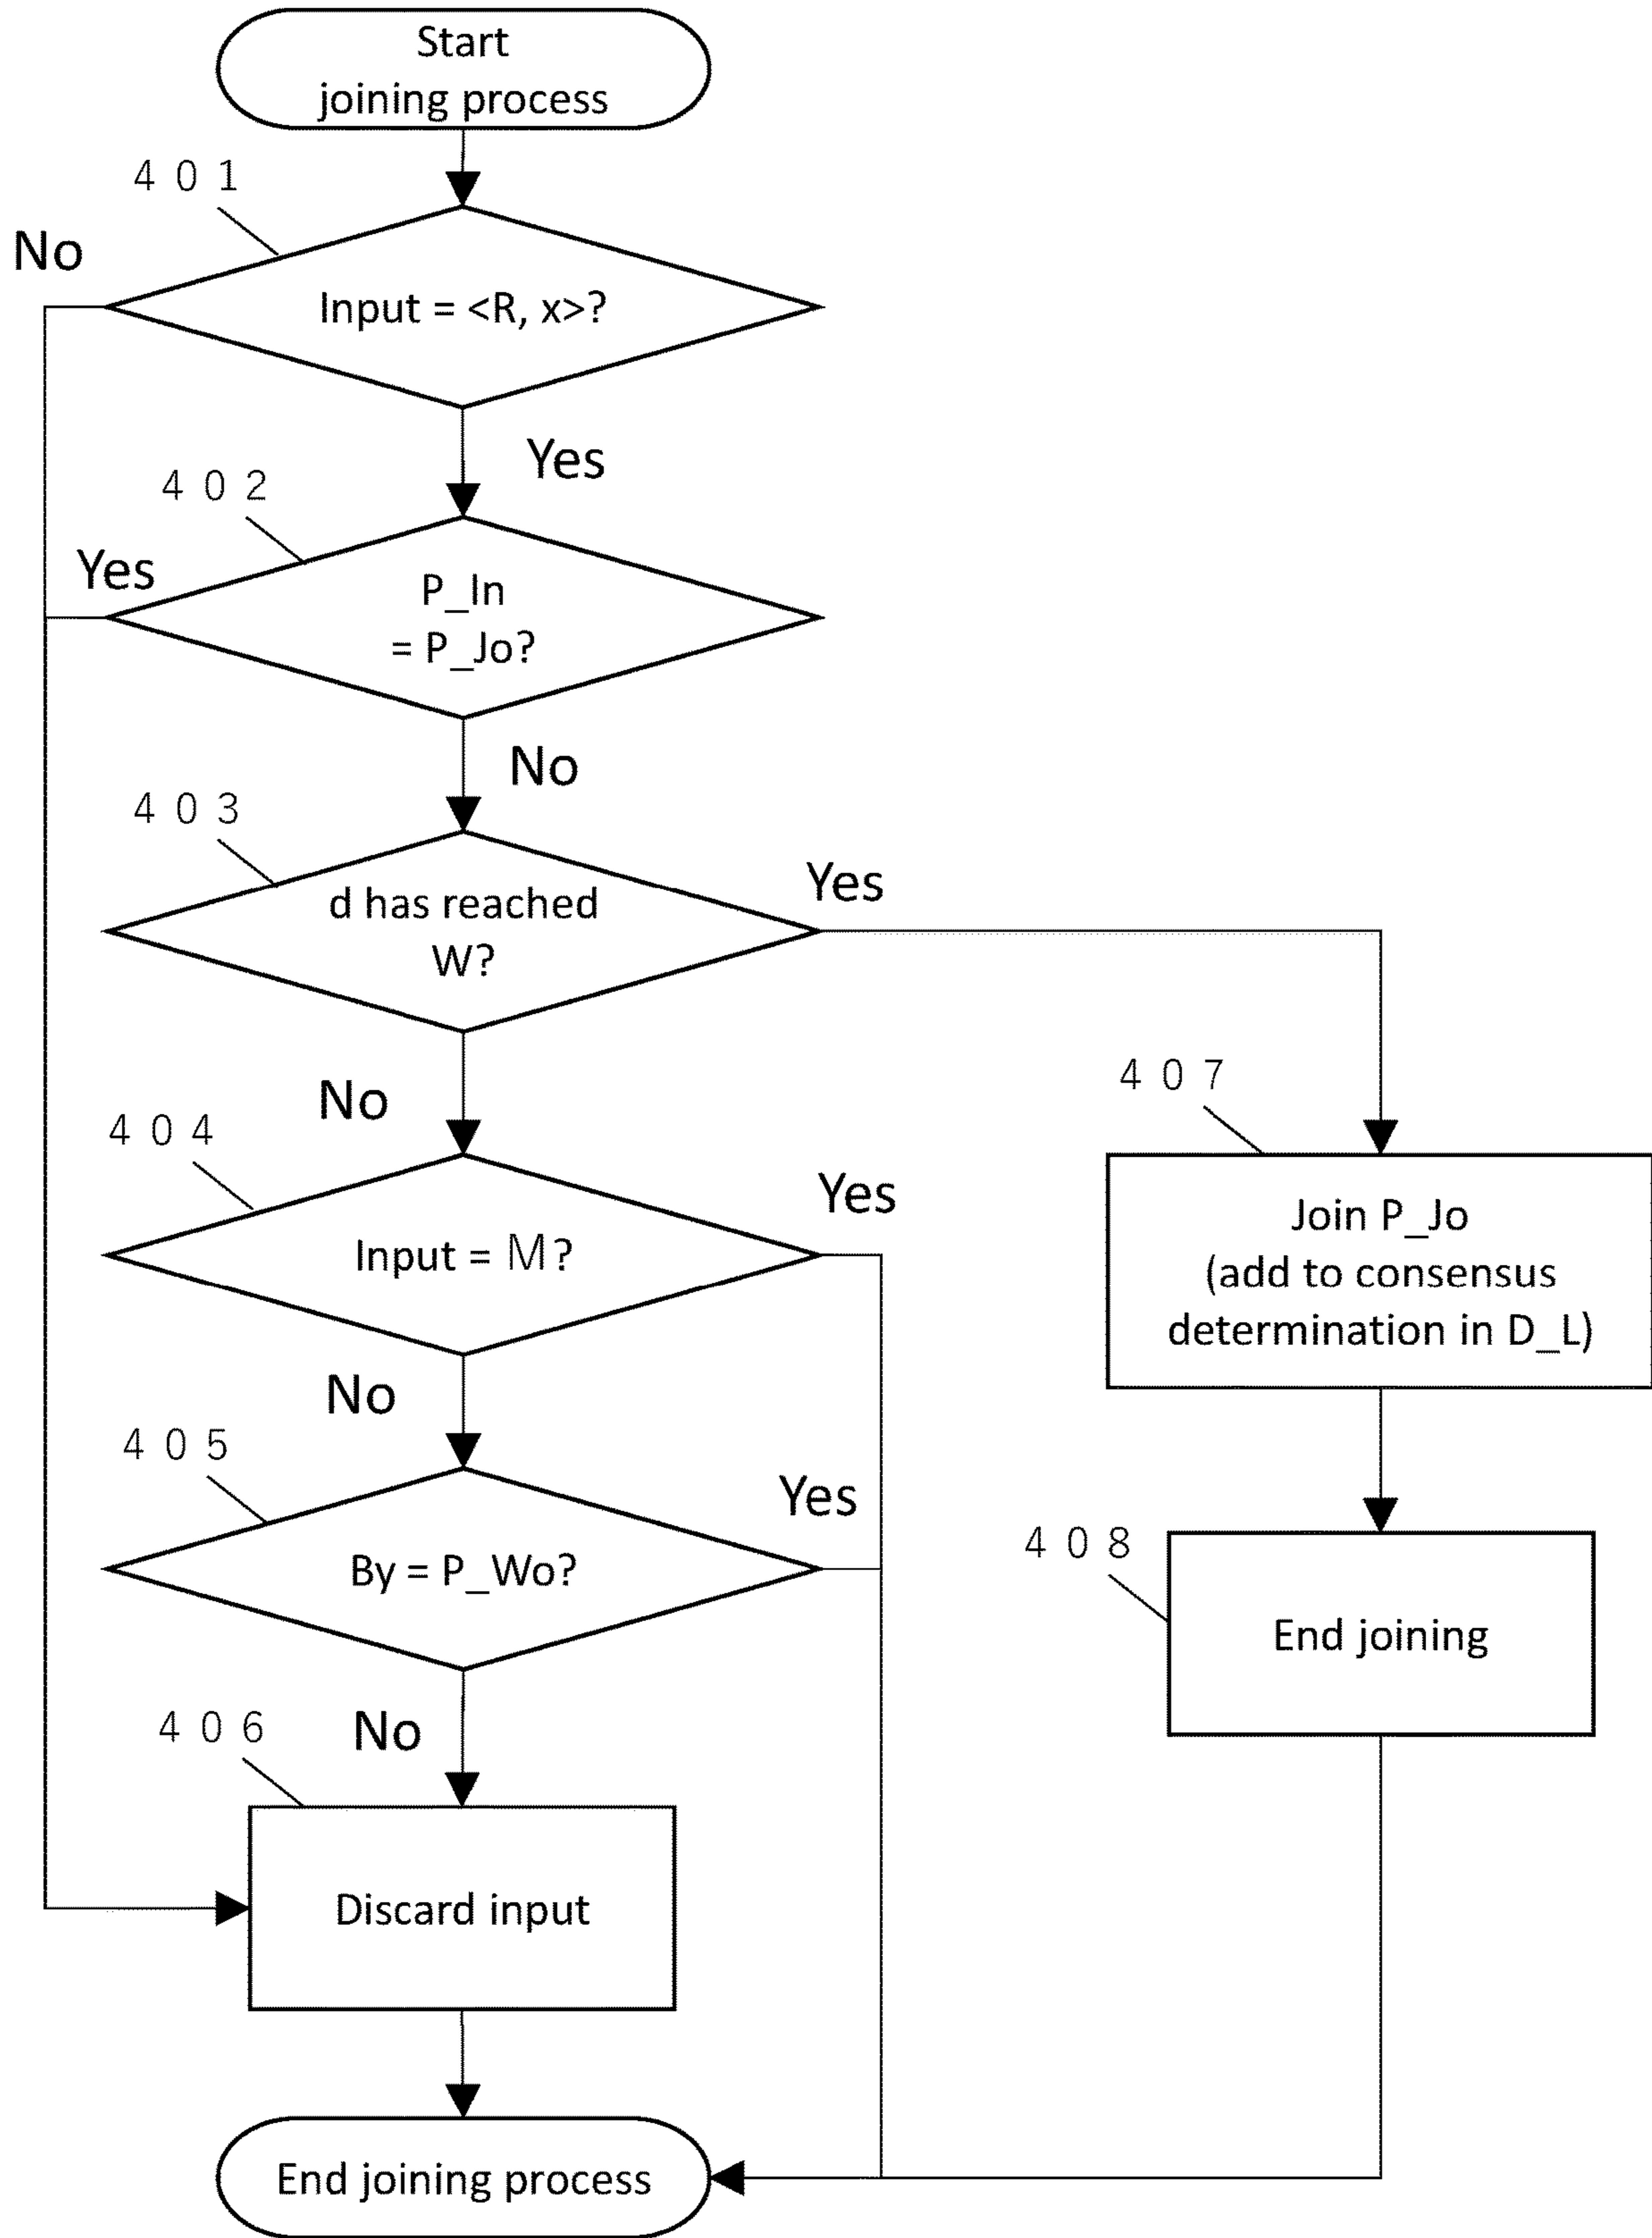 Start
joining process
401
No
Input = <R, x>?
Yes
402
Yes
P_In
= P_Jo?
No
403
Yes
d has reached
W?
No
407
404
Yes
Join P_Jo
(add to consensus
determination in D_L)
Input = M?
No
405
Yes
408
By = P_Wo?
End joining
No
406
Discard input
End joining process